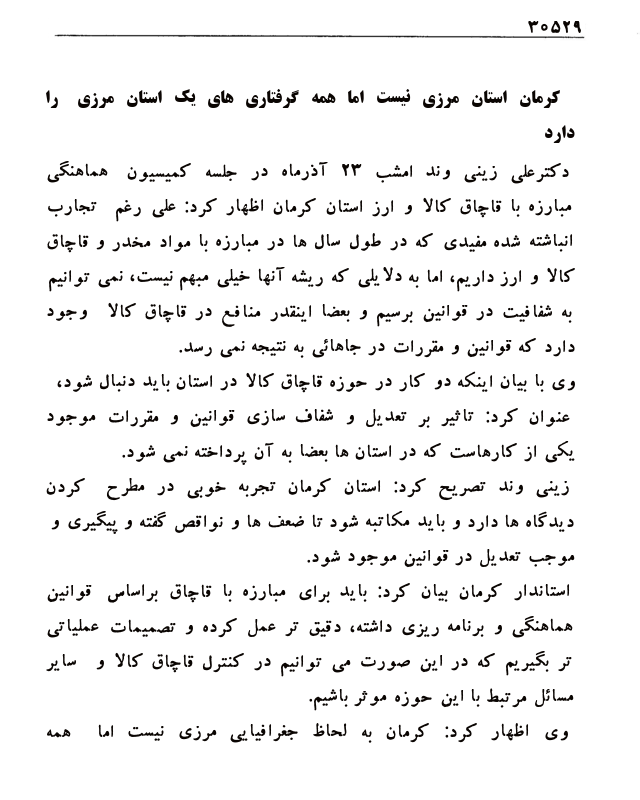 ۳۰۵۲۹
کرمان استان مرزی نیست اما همه گرفتاری های یک استان مرزی را
دارد
دکترعلی زینی وند امشب ۲۳ آذرماه در جلسه کمیسیون هماهنگی
مبارزه با قاچاق کالا و ارز استان کرمان اظهار کرد: علی رغم تجارب
انباشته شده مفیدی که در طول سال ها در مبارزه با مواد مخدر و قاچاق
کالا و ارز داریم، اما به دلایلی که ریشه آنها خیلی مبهم نیست، نمی توانیم
به شفافیت در قوانین برسیم و بعضا اینقدر منافع در قاچاق کالا وجود
دارد که قوانین و مقررات در جاهائی به نتیجه نمی رسد.
وی با بیان اینکه دو کار در حوزه قاچاق کالا در استان باید دنبال شود،
عنوان کرد: تاثیر بر تعدیل و شفاف سازی قوانین و مقررات موجود
یکی از کارهاست که در استان ها بعضا به آن پرداخته نمی شود.
زینی وند تصریح کرد: استان کرمان تجربه خوبی در مطرح کردن
دیدگاه ها دارد و باید مکاتبه شود تا ضعف ها و نواقص گفته و پیگیری و
موجب تعدیل در قوانین موجود شود.
استاندار کرمان بیان کرد: باید برای مبارزه با قاچاق براساس قوانین
هماهنگی و برنامه ریزی داشته، دقیق تر عمل کرده و تصمیمات عملیاتی
تر بگیریم که در این صورت می توانیم در کنترل قاچاق کالا و سایر
مسائل مرتبط با این حوزه موثر باشیم.
وی اظهار کرد: کرمان به لحاظ جغرافیایی مرزی نیست اما همه